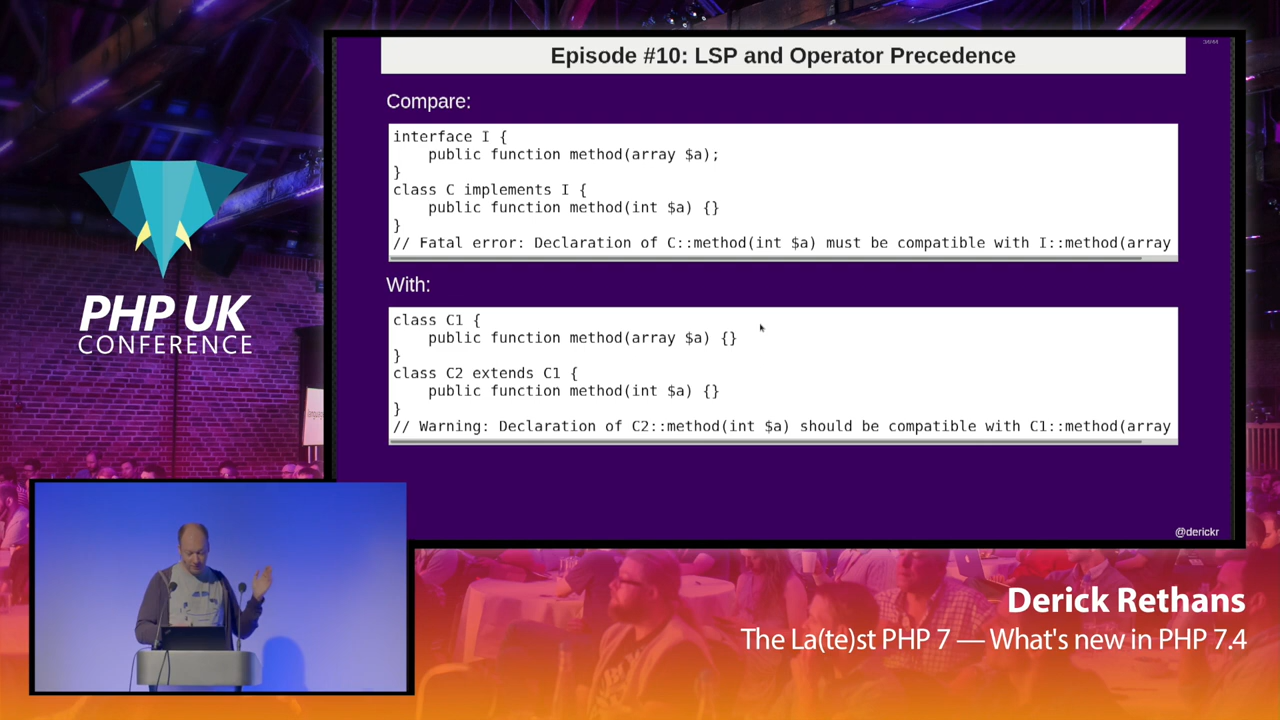 Episode #10: LSP and Operator Precedence
Compare:
interface I {
    public function method(array $a);
}
class C implements I {
    public function method(int $a) {}
}
// Fatal error: Declaration of C::method(int $a) must be compatible with I::method(array
With:
class C1 {
    public function method(array $a) {}
}
class C2 extends C1 {
    public function method(int $a) {}
}
// Warning: Declaration of C2::method(int $a) should be compatible with C1::method(array
@derickr
PHP UK
CONFERENCE
Derick Rethans
The La(te)st PHP 7 — What's new in PHP 7.4